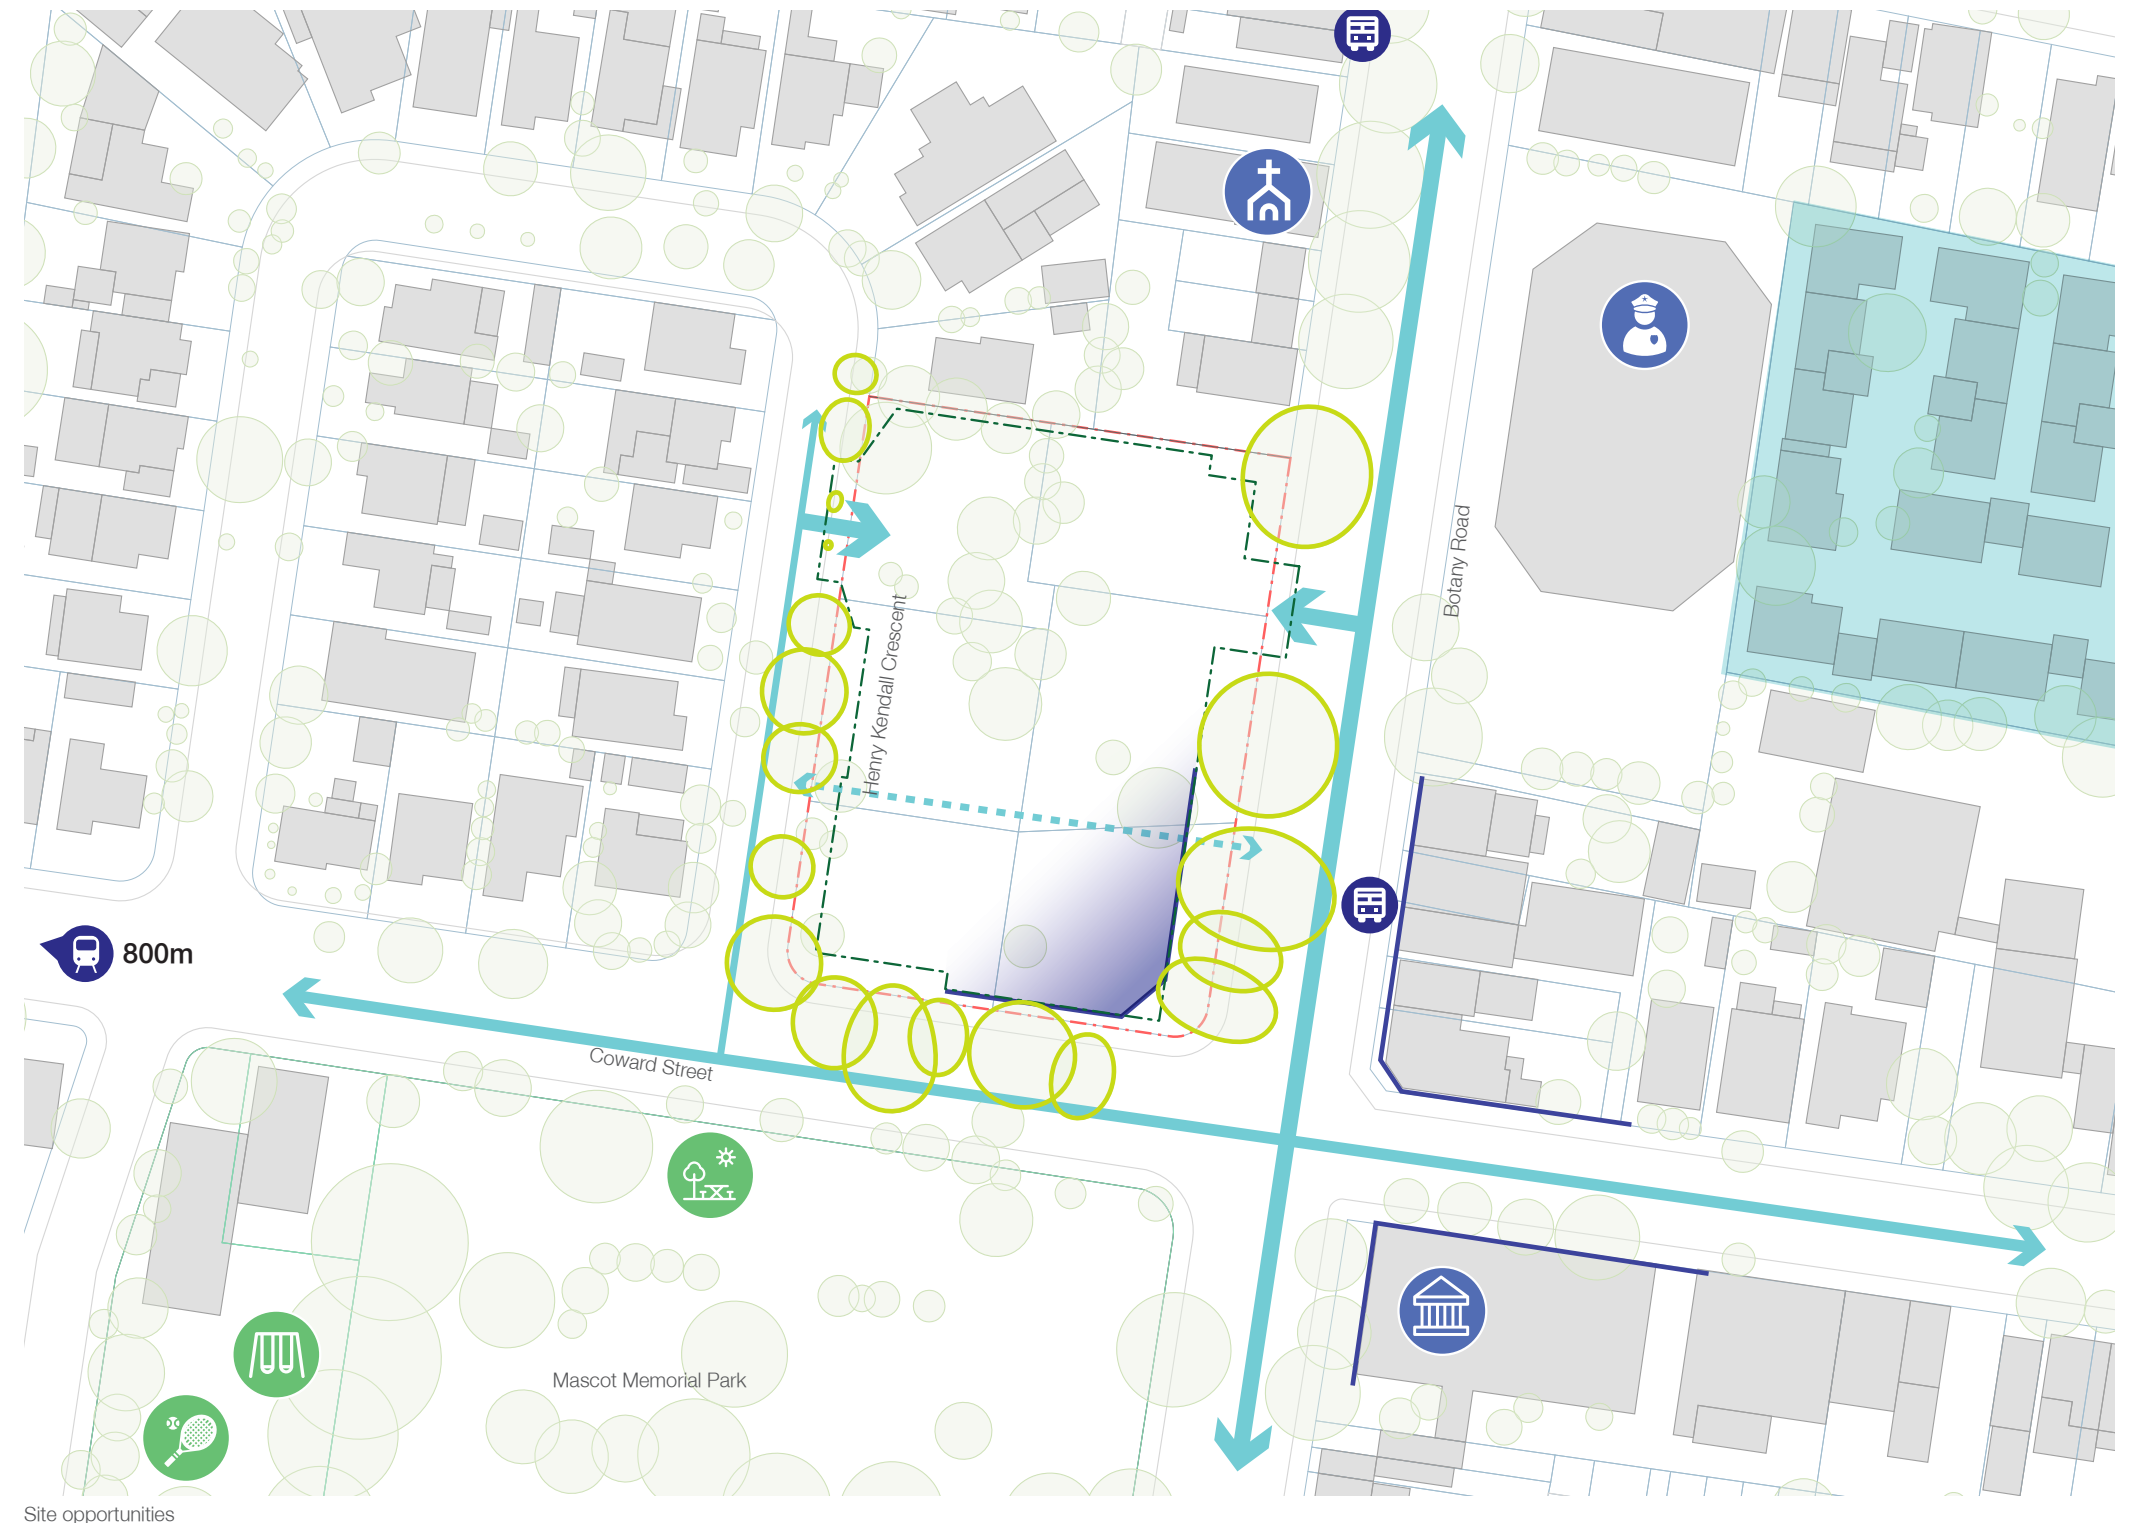 Botany Road
Henry Kendall Crescent
800m
Coward Street
Mascot Memorial Park
Site opportunities